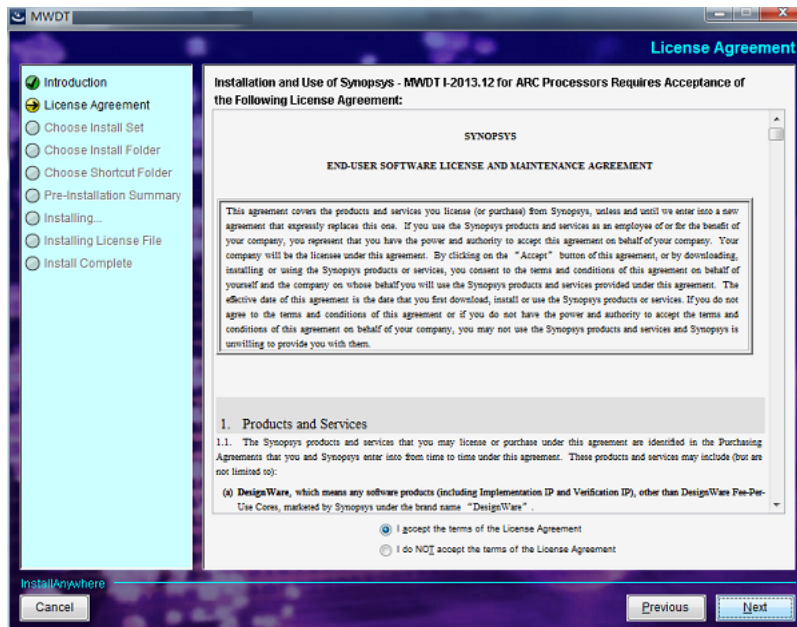 MWDT
License Agreement
Introduction
License Agreement
Choose Install Set
Choose Install Folder
Choose Shortcut Folder
Pre-Installation Summary
Installing...
Installing License File
Install Complete
Installation and Use of Synopsys - MWDT I-2013.12 for ARC Processors Requires Acceptance of
the Following License Agreement:
SYNOPSYS
END-USER SOFTWARE LICENSE AND MAINTENANCE AGREEMENT
This agreement covers the products and services you license (or purchase) from Synopsys, unless and until we enter into a new
agreement that expressly replaces this one. If you use the Synopsys products and services as an employee of or for the benefit of
your company, you represent that you have the power and authority to accept this agreement on behalf of your company. Your
company will be the licensee under this agreement. By clicking on the “Accept” button of this agreement, or by downloading,
installing or using the Synopsys products or services, you consent to the terms and conditions of this agreement on behalf of
yourself and the company on whose behalf you will use the Synopsys products and services provided under this agreement. The
effective date of this agreement is the date that you first download, install or use the Synopsys products or services. If you do not
agree to the terms and conditions of this agreement or if you do not have the power and authority to accept the terms and
conditions of this agreement on behalf of your company, you may not use the Synopsys products and services and Synopsys is
unwilling to provide you with them.
1. Products and Services
1.1. The Synopsys products and services that you may license or purchase under this agreement are identified in the Purchasing
Agreements that you and Synopsys enter into from time to time under this agreement. These products and services may include (but are
not limited to):
(a) DesignWare, which means any software products (including Implementation IP and Verification IP), other than DesignWare Fee-Per-
Use Cores, marketed by Synopsys under the brand name “DesignWare”.
I accept the terms of the License Agreement
I do NOT accept the terms of the License Agreement
InstallAnywhere
Cancel
Previous
Next